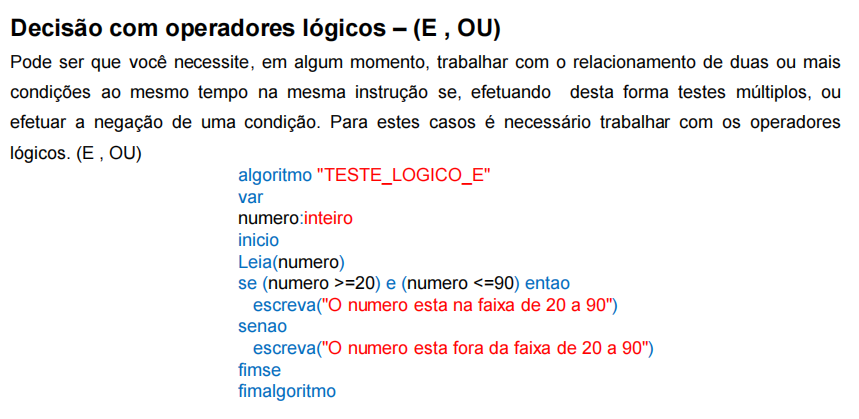 Decisão com operadores lógicos – (E , OU)
Pode ser que você necessite, em algum momento, trabalhar com o relacionamento de duas ou mais
condições ao mesmo tempo na mesma instrução se, efetuando desta forma testes múltiplos, ou
efetuar a negação de uma condição. Para estes casos é necessário trabalhar com os operadores
lógicos. (E , OU)
algoritmo "TESTE_LOGICO_E"
var
numero:inteiro
inicio
Leia(numero)
se (numero >=20) e (numero <=90) entao
escreva("O numero esta na faixa de 20 a 90")
senao
escreva("O numero esta fora da faixa de 20 a 90")
fimse
fimalgoritmo